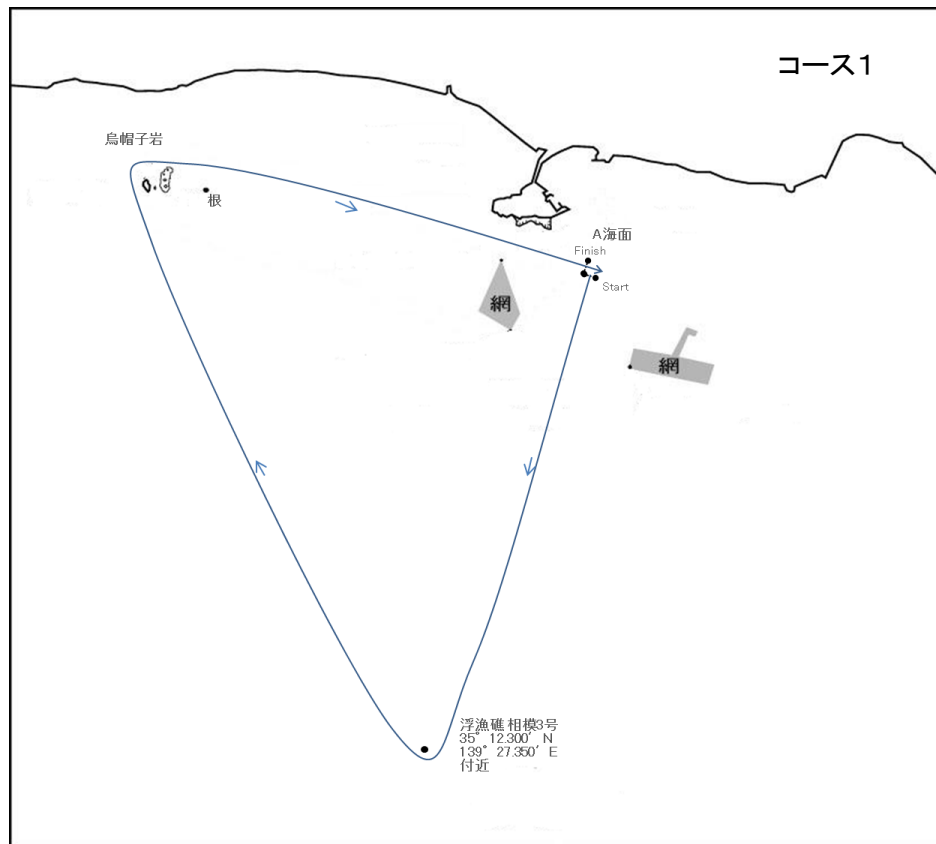 コース1
烏帽子岩
根
A海面
Finish
Start
網
網
浮漁礁 相模3号
35° 12.300′ N
139° 27.350′ E
付近